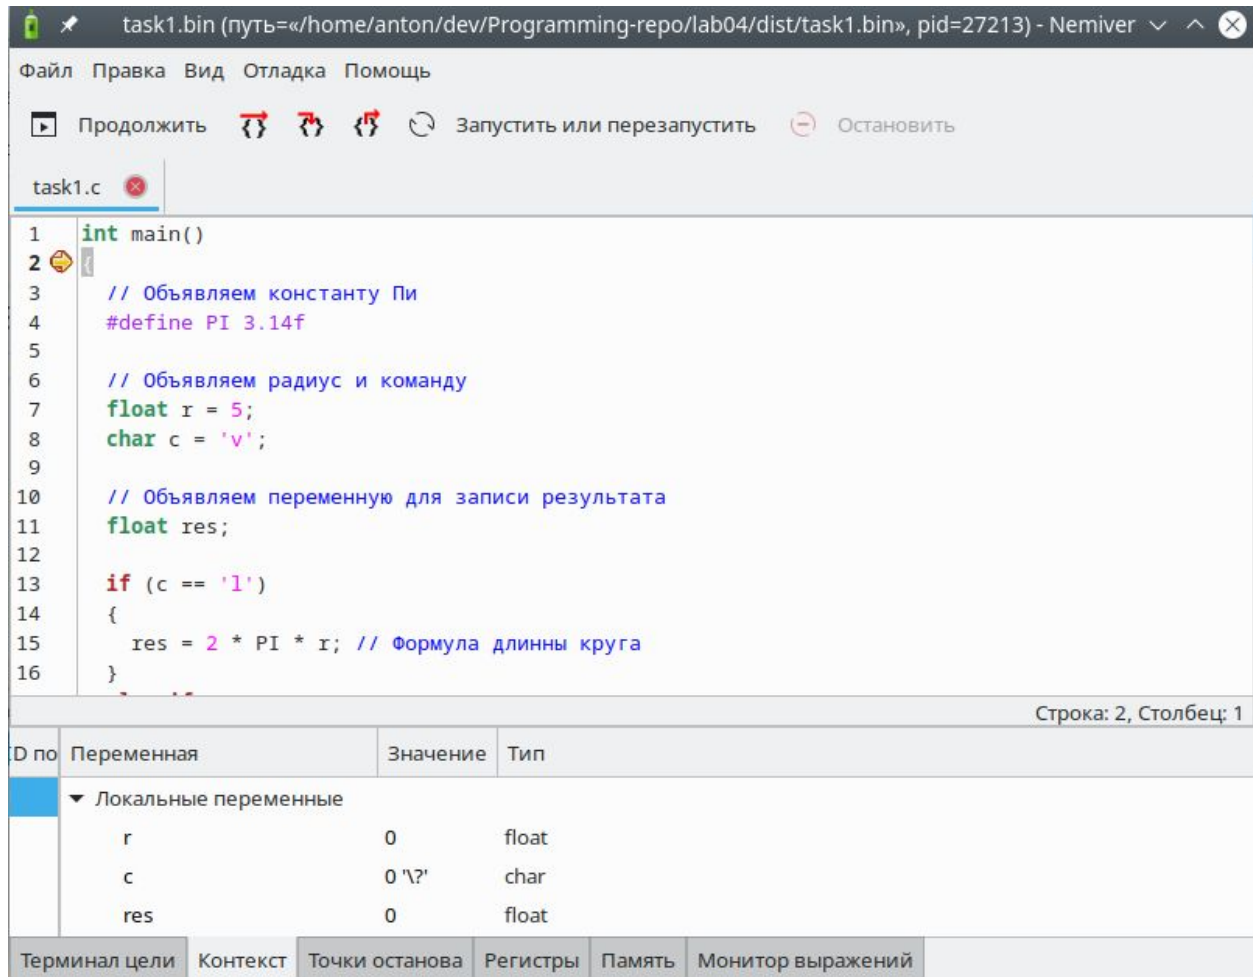 task1.bin (путь=«/home/anton/dev/Programming-repo/lab04/dist/task1.bin», pid=27213) - Nemiver
Файл Правка Вид Отладка Помощь
Продолжить Запустить или перезапустить Остановить
task1.c
1 int main()
2 {
3 // Объявляем константу Пи
4 #define PI 3.14f
5
6 // Объявляем радиус и команду
7 float r = 5;
8 char c = 'v';
9
10 // Объявляем переменную для записи результата
11 float res;
12
13 if (c == 'l')
14 {
15 res = 2 * PI * r; // Формула длинны круга
16 }
Строка: 2, Столбец: 1
ID по Переменная Значение Тип
Локальные переменные
r 0 float
c 0 '\?' char
res 0 float
Терминал цели Контекст Точки останова Регистры Память Монитор выражений